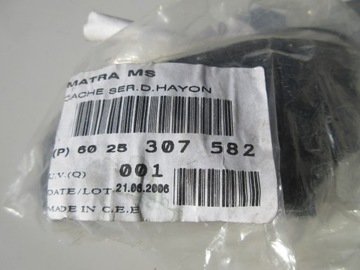 MATRA MS
CACHE SER.D.HAYON
(P) 60 25 307 582
C.V.(Q) 001
DATE/LOT 21.06.2006
MADE IN C.E.E